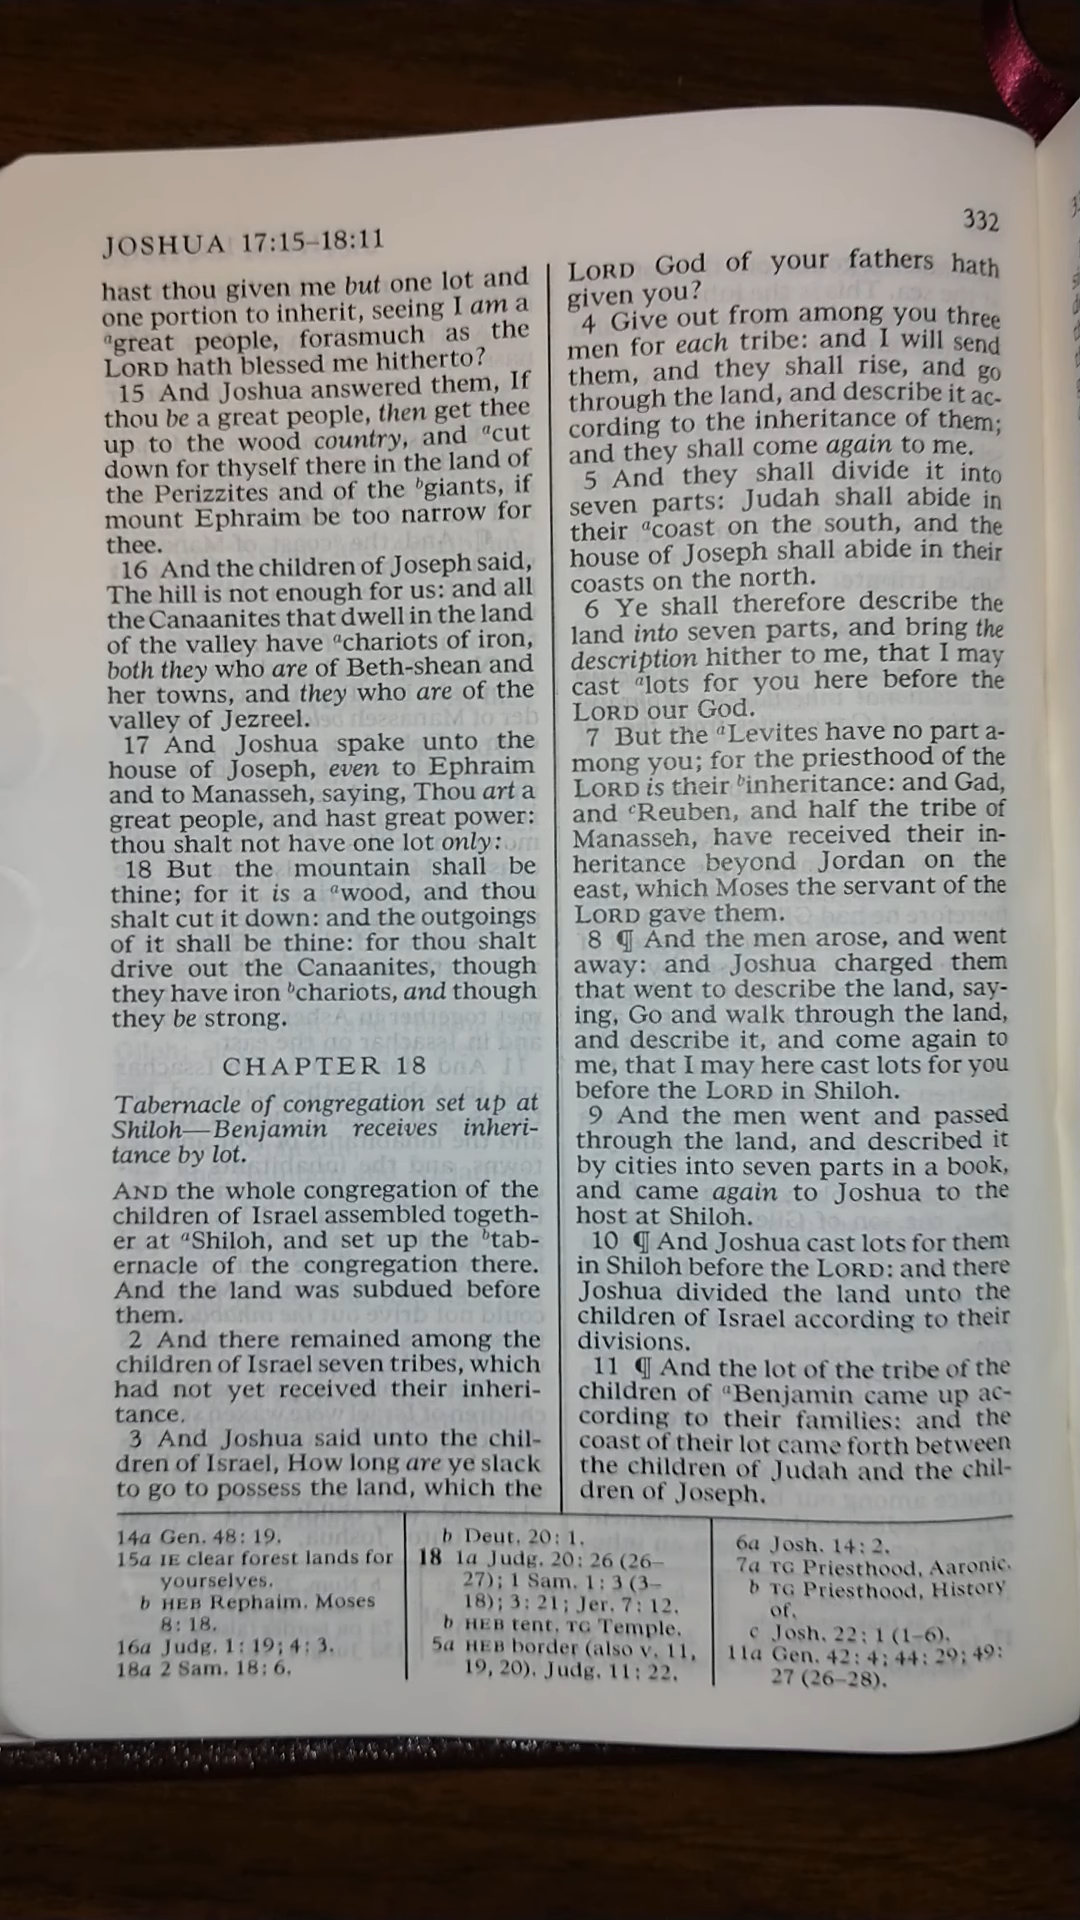 JOSHUA 17:15–18:11
332
hast thou given me but one lot and
one portion to inherit, seeing I am a
ᵃgreat people, forasmuch as the
LORD hath blessed me hitherto?
15 And Joshua answered them, If
thou be a great people, then get thee
up to the wood country, and ᵃcut
down for thyself there in the land of
the Perizzites and of the ᵇgiants, if
mount Ephraim be too narrow for
thee.
16 And the children of Joseph said,
The hill is not enough for us: and all
the Canaanites that dwell in the land
of the valley have ᵃchariots of iron,
both they who are of Beth-shean and
her towns, and they who are of the
valley of Jezreel.
17 And Joshua spake unto the
house of Joseph, even to Ephraim
and to Manasseh, saying, Thou art a
great people, and hast great power:
thou shalt not have one lot only:
18 But the mountain shall be
thine; for it is a ᵃwood, and thou
shalt cut it down: and the outgoings
of it shall be thine: for thou shalt
drive out the Canaanites, though
they have iron ᵇchariots, and though
they be strong.
CHAPTER 18
Tabernacle of congregation set up at
Shiloh—Benjamin receives inheri-
tance by lot.
AND the whole congregation of the
children of Israel assembled togeth-
er at ᵃShiloh, and set up the ᵇtab-
ernacle of the congregation there.
And the land was subdued before
them.
2 And there remained among the
children of Israel seven tribes, which
had not yet received their inheri-
tance.
3 And Joshua said unto the chil-
dren of Israel, How long are ye slack
to go to possess the land, which the
LORD God of your fathers hath
given you?
4 Give out from among you three
men for each tribe: and I will send
them, and they shall rise, and go
through the land, and describe it ac-
cording to the inheritance of them;
and they shall come again to me.
5 And they shall divide it into
seven parts: Judah shall abide in
their ᵃcoast on the south, and the
house of Joseph shall abide in their
coasts on the north.
6 Ye shall therefore describe the
land into seven parts, and bring the
description hither to me, that I may
cast ᵃlots for you here before the
LORD our God.
7 But the ᵃLevites have no part a-
mong you; for the priesthood of the
LORD is their ᵇinheritance: and Gad,
and ᶜReuben, and half the tribe of
Manasseh, have received their in-
heritance beyond Jordan on the
east, which Moses the servant of the
LORD gave them.
8 ¶ And the men arose, and went
away: and Joshua charged them
that went to describe the land, say-
ing, Go and walk through the land,
and describe it, and come again to
me, that I may here cast lots for you
before the LORD in Shiloh.
9 And the men went and passed
through the land, and described it
by cities into seven parts in a book,
and came again to Joshua to the
host at Shiloh.
10 ¶ And Joshua cast lots for them
in Shiloh before the LORD: and there
Joshua divided the land unto the
children of Israel according to their
divisions.
11 ¶ And the lot of the tribe of the
children of ᵃBenjamin came up ac-
cording to their families: and the
coast of their lot came forth between
the children of Judah and the chil-
dren of Joseph.
14a Gen. 48: 19.
15a IE clear forest lands for
yourselves.
b HEB Rephaim. Moses
8: 18.
16a Judg. 1: 19; 4: 3.
18a 2 Sam. 18: 6.
b Deut. 20: 1.
18 1a Judg. 20: 26 (26–
27); 1 Sam. 1: 3 (3–
18); 3: 21; Jer. 7: 12.
b HEB tent. TG Temple.
5a HEB border (also v. 11,
19, 20). Judg. 11: 22.
6a Josh. 14: 2.
7a TG Priesthood, Aaronic.
b TG Priesthood, History
of.
c Josh. 22: 1 (1–6).
11a Gen. 42: 4; 44: 29; 49:
27 (26–28).